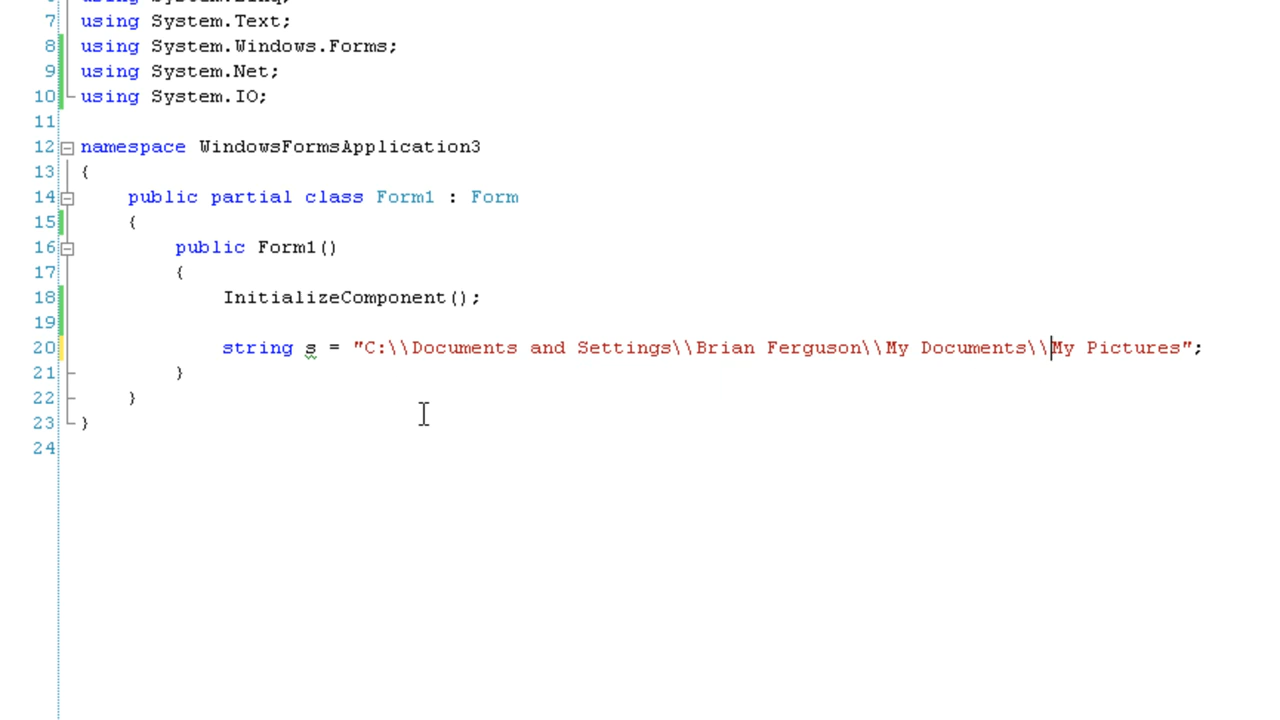 7 using System.Text;
8 using System.Windows.Forms;
9 using System.Net;
10 using System.IO;
11
12 namespace WindowsFormsApplication3
13 {
14 public partial class Form1 : Form
15 {
16 public Form1()
17 {
18 InitializeComponent();
19
20 string s = "C:\\Documents and Settings\\Brian Ferguson\\My Documents\\My Pictures";
21 }
22 }
23 }
24